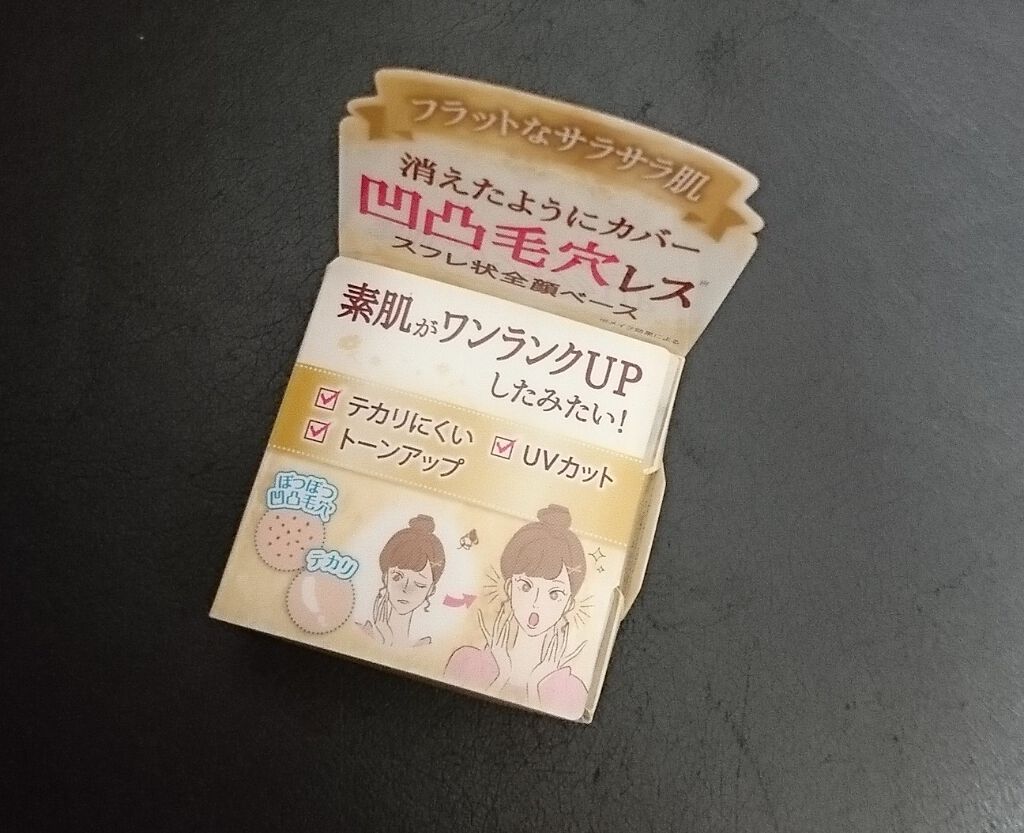 フラットなサラサラ肌
消えたようにカバー
凹凸毛穴レス※
スフレ状全顔ベース
※メイク効果による
素肌がワンランクUP
したみたい!
テカリにくい
UVカット
トーンアップ
ぽつぽつ
凹凸毛穴
テカリ